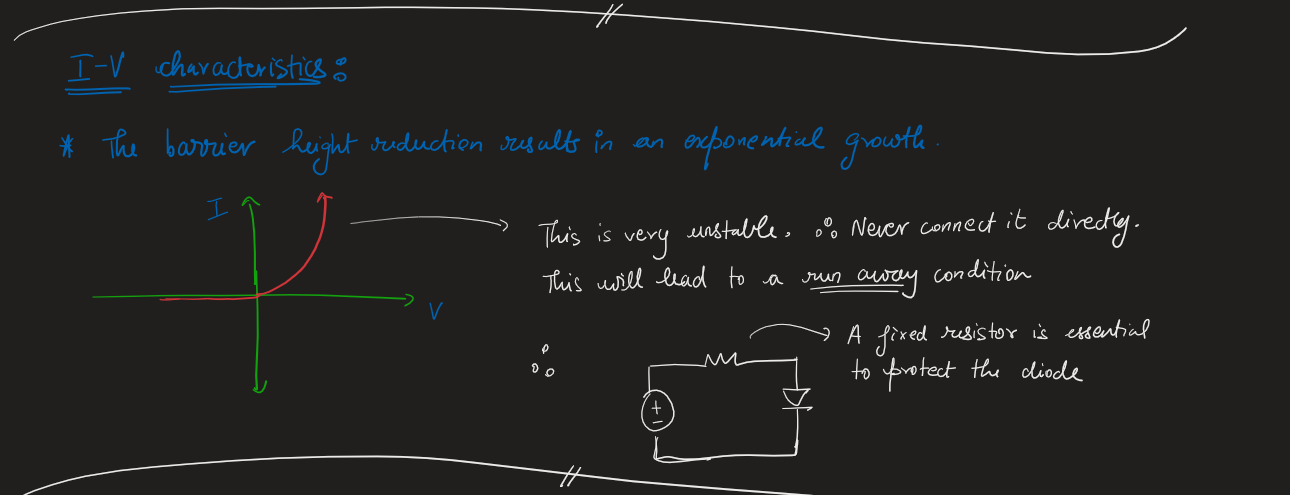 I-V characteristics:
* The barrier height reduction results in an exponential growth.
I
This is very unstable. ∴ Never connect it directly.
This will lead to a run away condition
V
A fixed resistor is essential
∴
to protect the diode
+
−